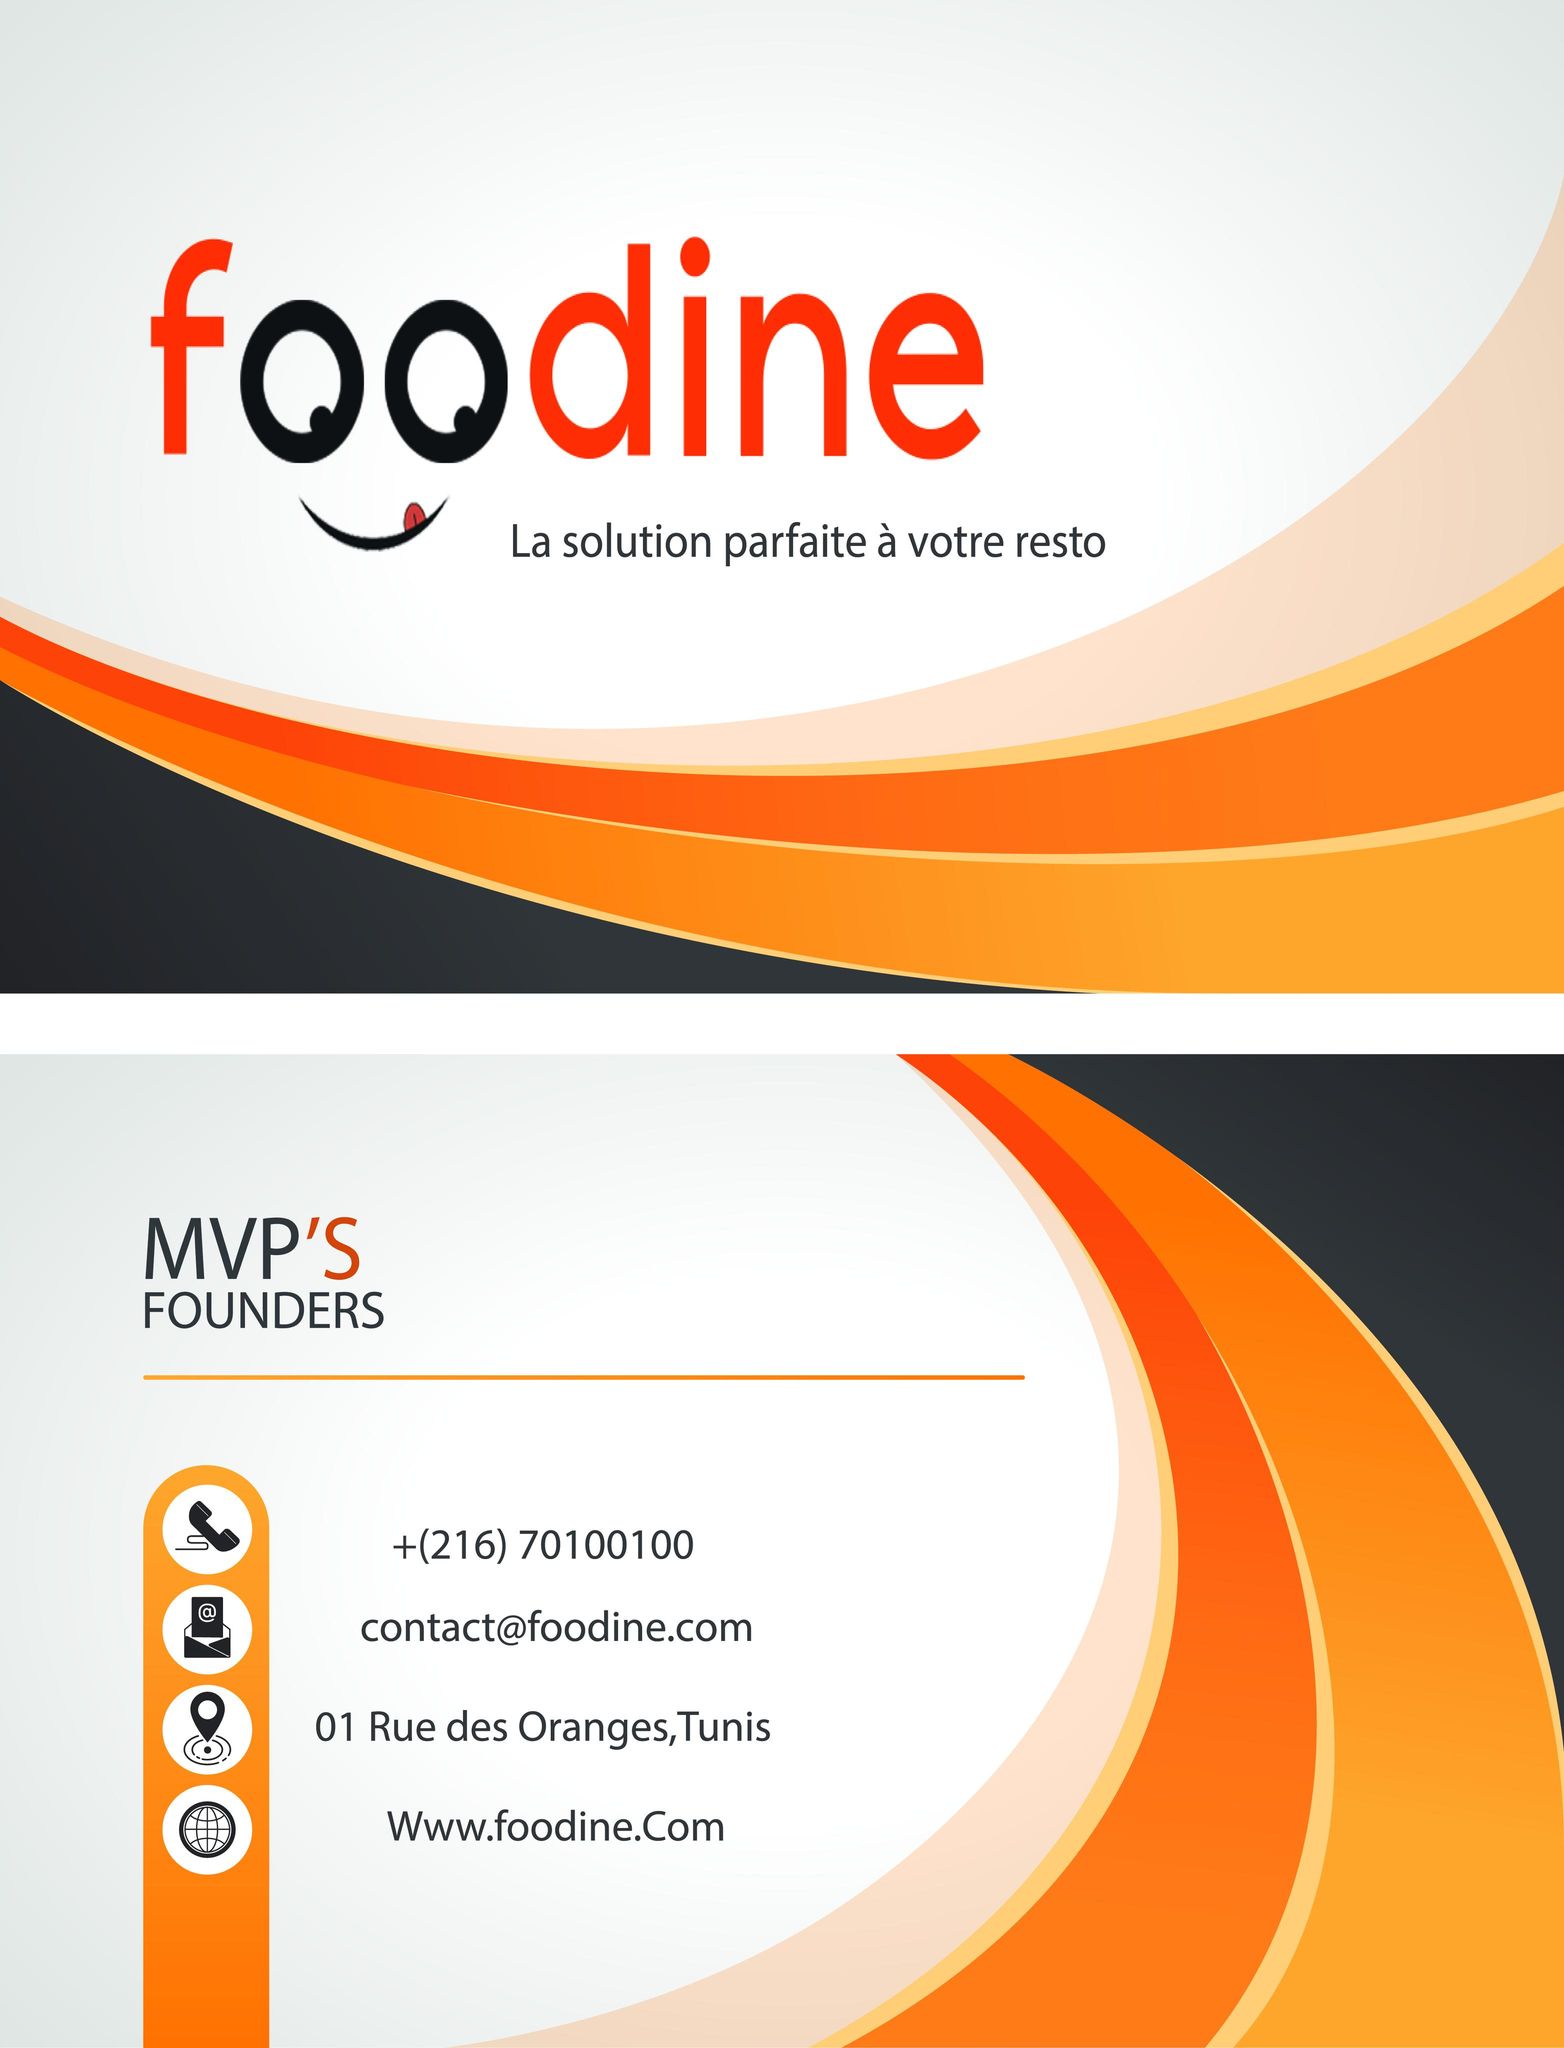 foodine
La solution parfaite à votre resto
MVP'S
FOUNDERS
+(216) 70100100
@
contact@foodine.com
01 Rue des Oranges,Tunis
Www.foodine.Com